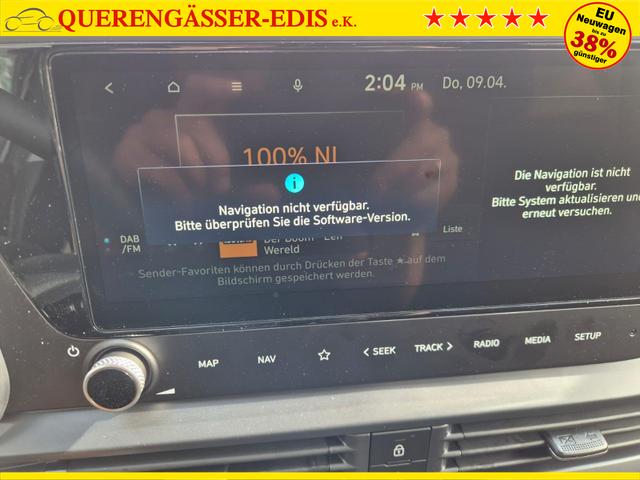 QUERENGÄSSER-EDIS e.K.
EU
Neuwagen
bis zu
38%
günstiger
2:04 PM Do, 09.04.
100% NL
Die Navigation ist nicht
verfügbar.
Bitte System aktualisieren und
erneut versuchen.
Navigation nicht verfügbar.
Bitte überprüfen Sie die Software-Version.
DAB
/FM
Der Boom - Een
Wereld
Liste
Sender-Favoriten können durch Drücken der Taste ★ auf dem
Bildschirm gespeichert werden.
MAP NAV ☆ < SEEK TRACK > RADIO MEDIA SETUP